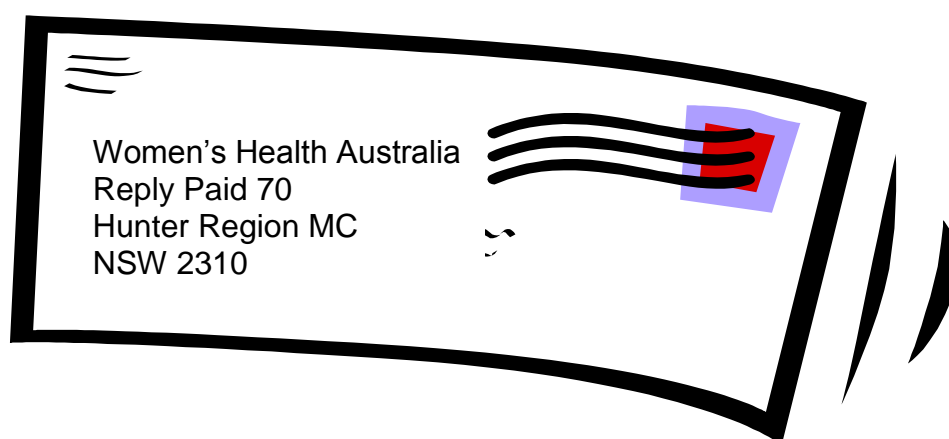 Women’s Health Australia
Reply Paid 70
Hunter Region MC
NSW 2310